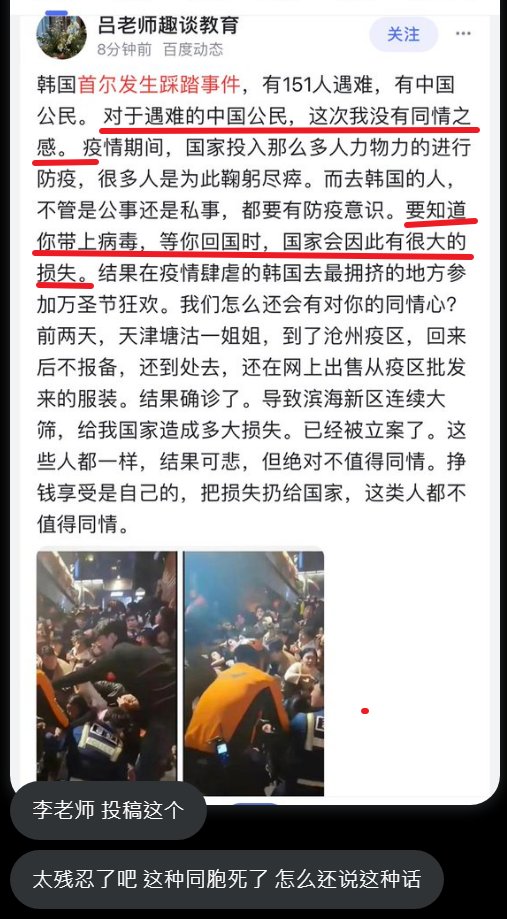 吕老师趣谈教育
8分钟前 百度动态
关注
韩国首尔发生踩踏事件，有151人遇难，有中国
公民。 对于遇难的中国公民，这次我没有同情之
感。 疫情期间，国家投入那么多人力物力的进行
防疫，很多人是为此鞠躬尽瘁。而去韩国的人，
不管是公事还是私事，都要有防疫意识。要知道
你带上病毒，等你回国时，国家会因此有很大的
损失。结果在疫情肆虐的韩国去最拥挤的地方参
加万圣节狂欢。我们怎么还会有对你的同情心？
前两天，天津塘沽一姐姐，到了沧州疫区，回来
后不报备，还到处去，还在网上出售从疫区批发
来的服装。结果确诊了。导致滨海新区连续大
筛，给我国家造成多大损失。已经被立案了。这
些人都一样，结果可悲，但绝对不值得同情。挣
钱享受是自己的，把损失扔给国家，这类人都不
值得同情。
李老师 投稿这个
太残忍了吧 这种同胞死了 怎么还说这种话